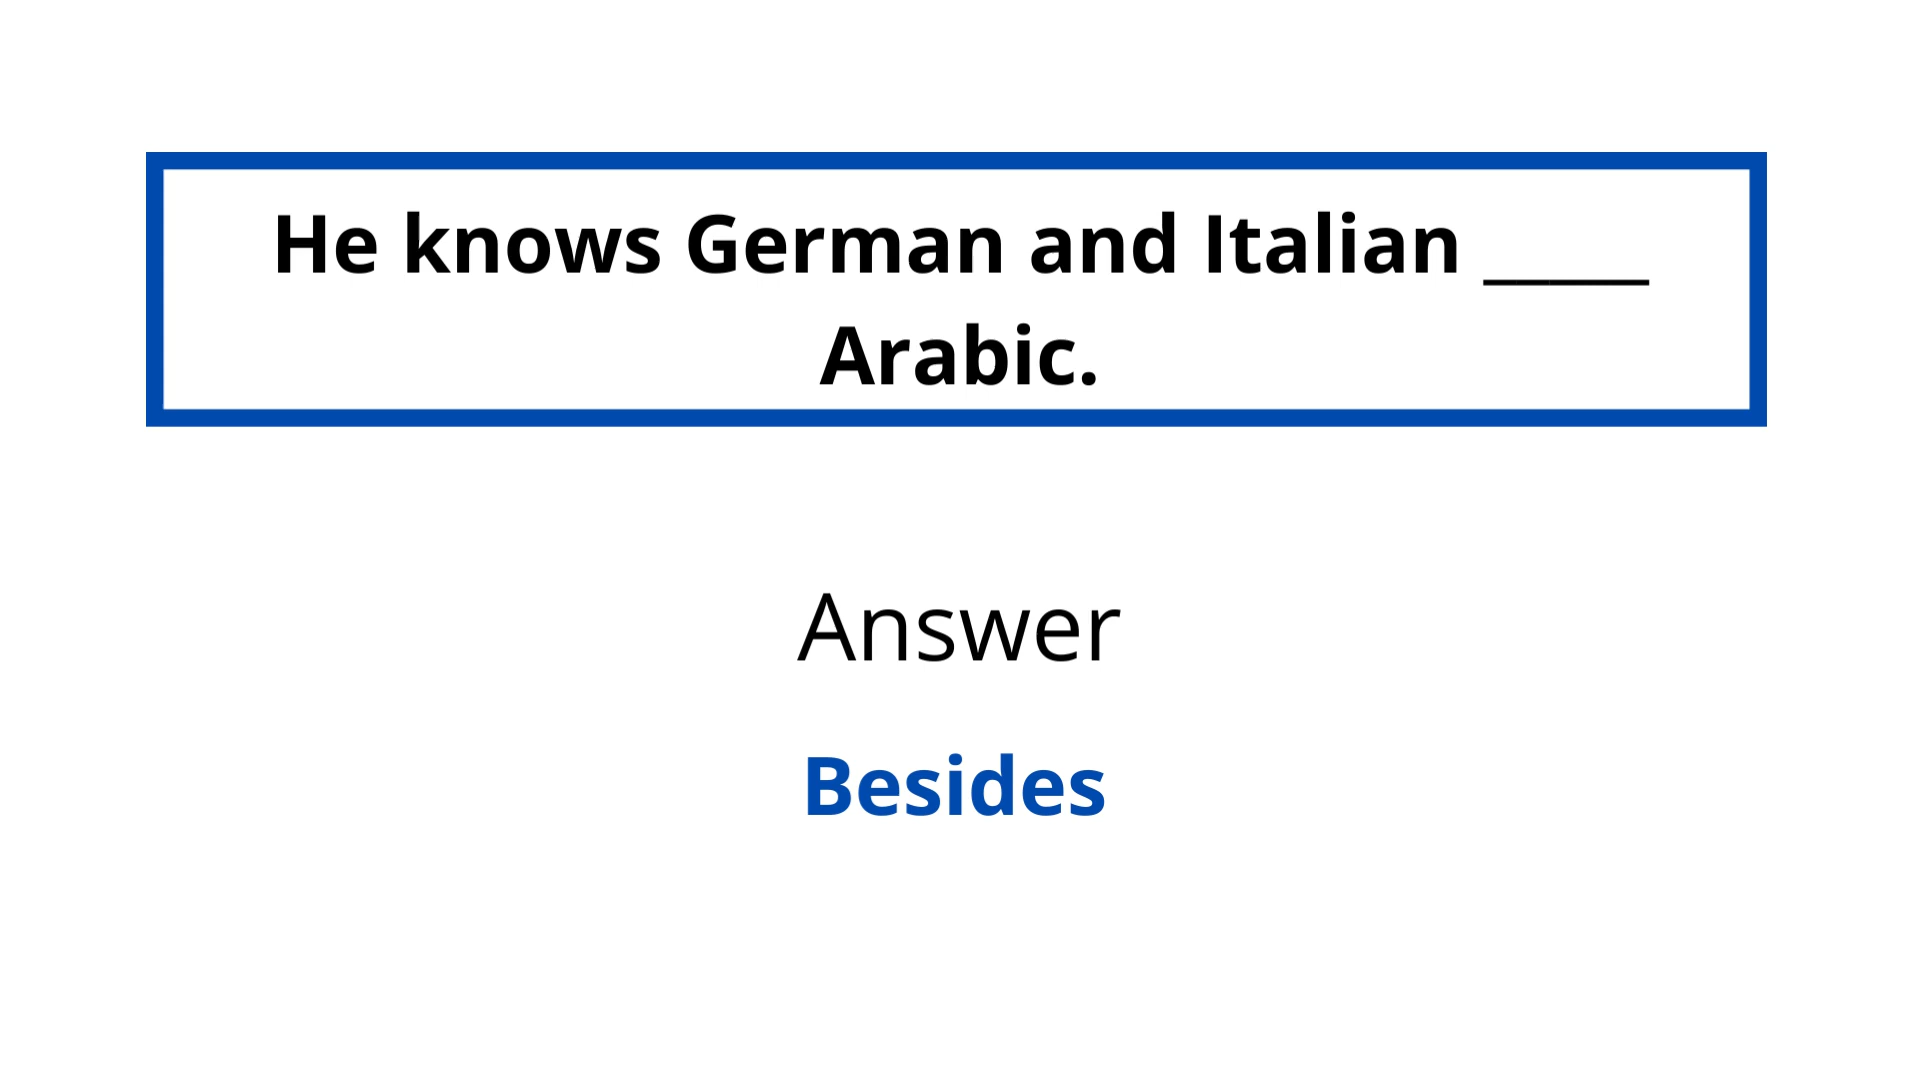 He knows German and Italian _____
Arabic.
Answer
Besides